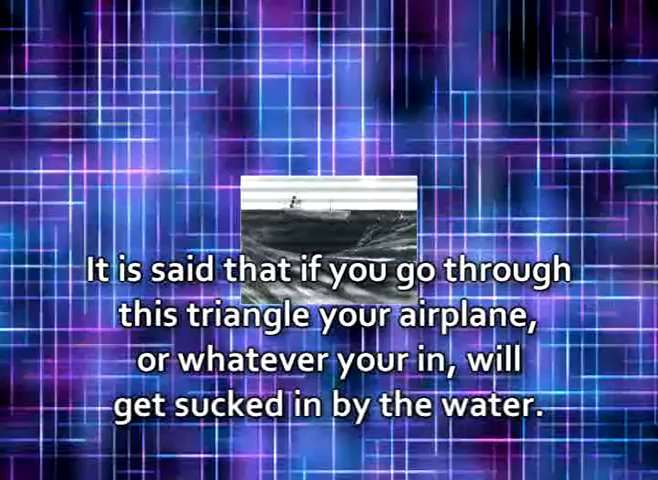 It is said that if you go through
this triangle your airplane,
or whatever your in, will
get sucked in by the water.